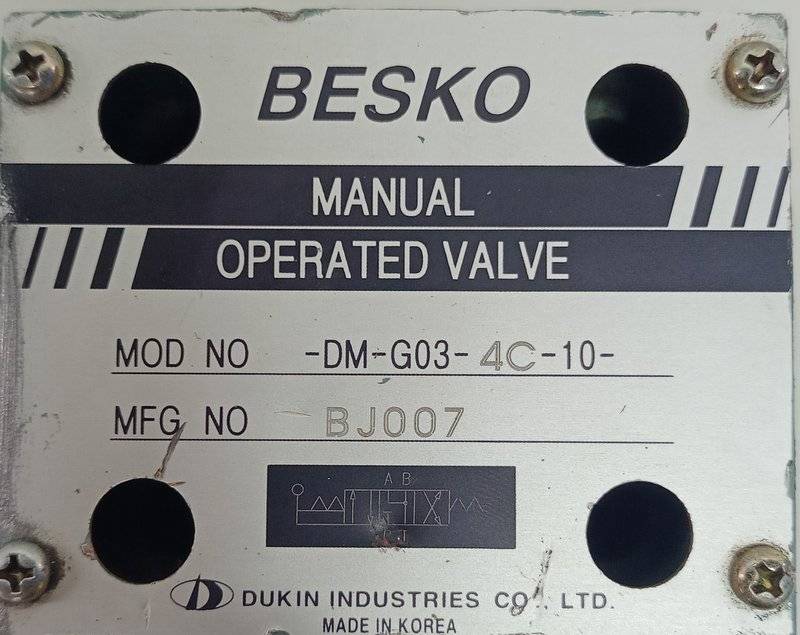 BESKO
MANUAL
OPERATED VALVE
MOD NO -DM-G03-4C-10-
MFG NO BJ007
A B
DUKIN INDUSTRIES CO., LTD.
MADE IN KOREA